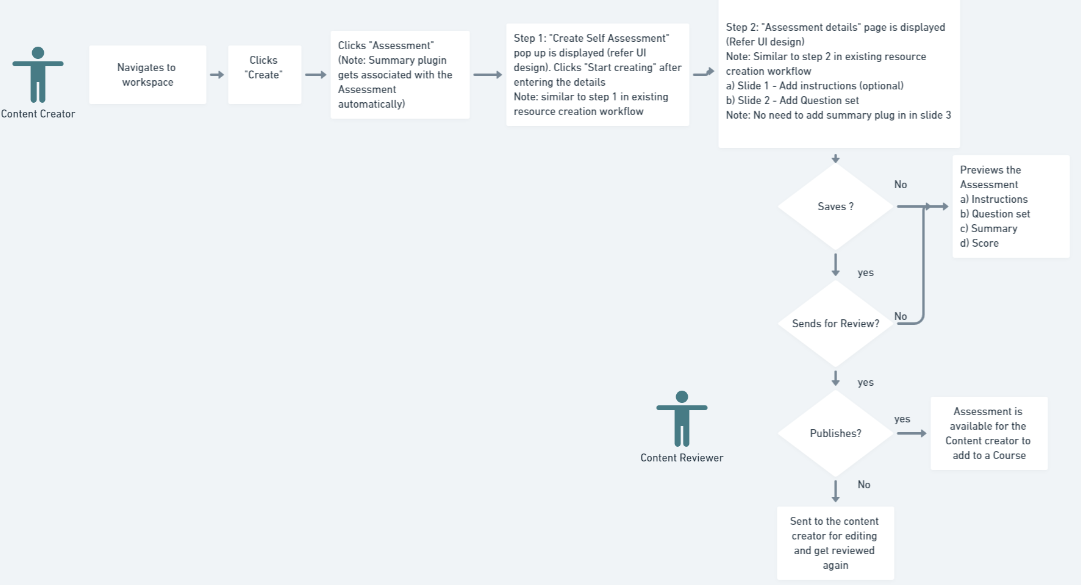 Content Creator
Navigates to
workspace
Clicks
"Create"
Clicks "Assessment"
(Note: Summary plugin
gets associated with the
Assessment
automatically)
Step 1: "Create Self Assessment"
pop up is displayed (refer UI
design). Clicks "Start creating" after
entering the details
Note: similar to step 1 in existing
resource creation workflow
Step 2: "Assessment details" page is displayed
(Refer UI design)
Note: Similar to step 2 in existing resource
creation workflow
a) Slide 1 - Add instructions (optional)
b) Slide 2 - Add Question set
Note: No need to add summary plug in in slide 3
Saves ?
No
Previews the
Assessment
a) Instructions
b) Question set
c) Summary
d) Score
yes
Sends for Review?
No
yes
Content Reviewer
Publishes?
yes
Assessment is
available for the
Content creator to
add to a Course
No
Sent to the content
creator for editing
and get reviewed
again